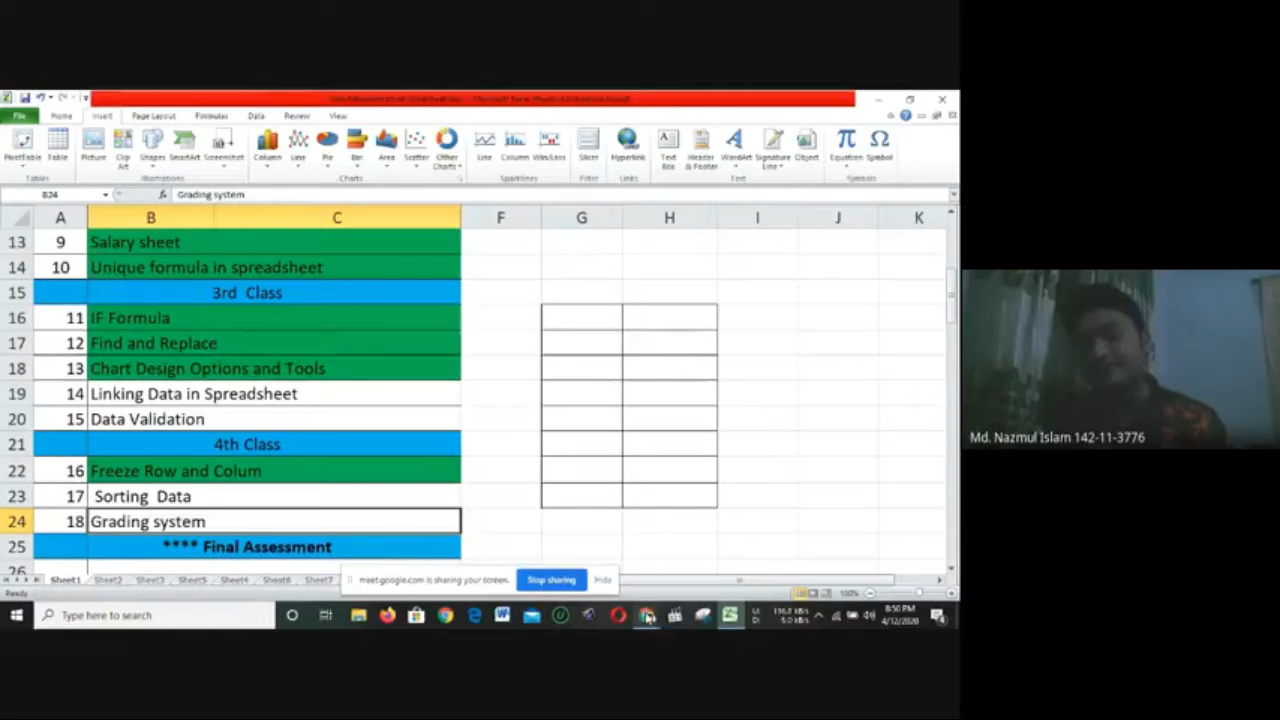 File Home Insert Page Layout Formulas Data Review View
PivotTable Table Picture Clip Art Shapes SmartArt Screenshot Column Line Pie Bar Area Scatter Other Charts Line Column Win/Loss Slicer Hyperlink Text Box Header & Footer WordArt Signature Line Object Equation Symbol
Tables Illustrations Charts Sparklines Filter Links Text Symbols
B24 fx Grading system
A B C F G H I J K
13 9 Salary sheet
14 10 Unique formula in spreadsheet
15 3rd Class
16 11 IF Formula
17 12 Find and Replace
18 13 Chart Design Options and Tools
19 14 Linking Data in Spreadsheet
20 15 Data Validation
21 4th Class
22 16 Freeze Row and Colum
23 17 Sorting Data
24 18 Grading system
25 **** Final Assessment
26
Sheet1 Sheet2 Sheet3 Sheet5 Sheet4 Sheet6 Sheet7
meet.google.com is sharing your screen. Stop sharing Hide
Ready 100%
Type here to search
8:50 PM
4/12/2020
Md. Nazmul Islam 142-11-3776